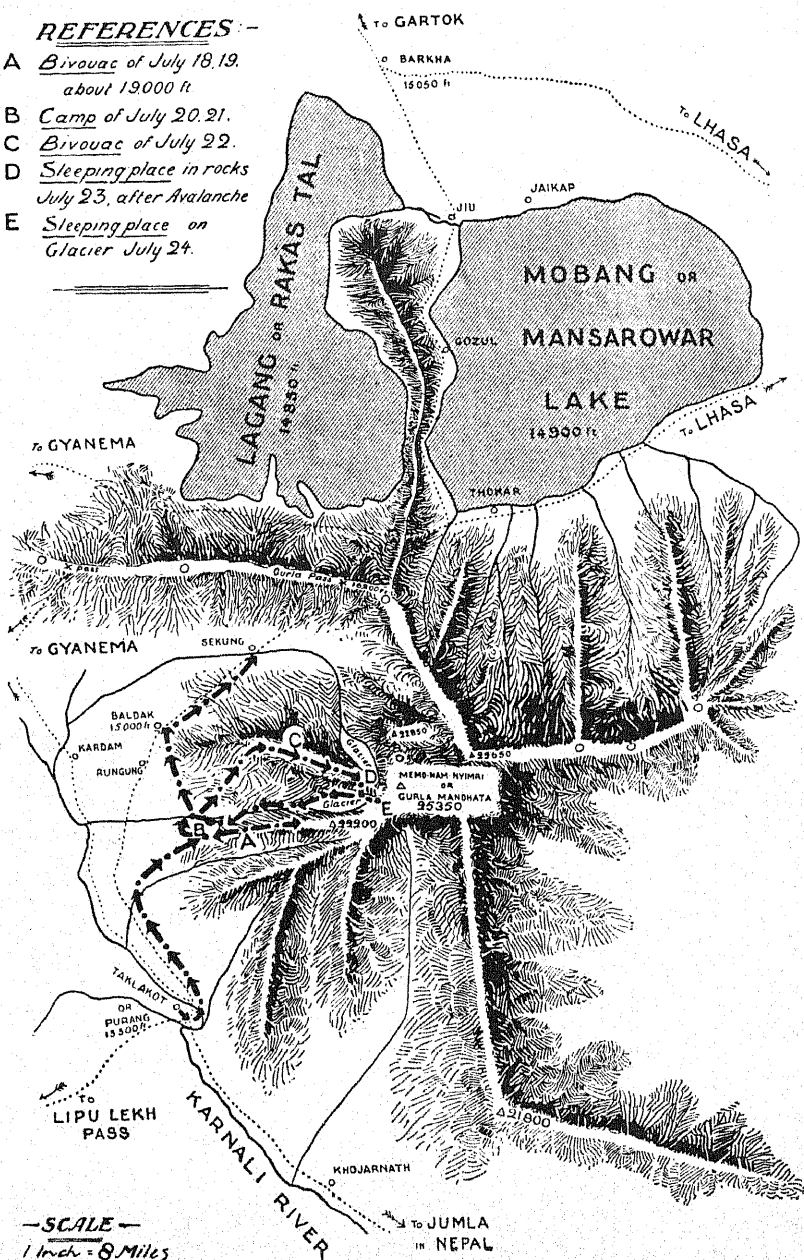 REFERENCES :-
A Bivouac of July 18.19.
about 19000 ft
B Camp of July 20.21.
C Bivouac of July 22.
D Sleeping place in rocks
July 23, after Avalanche
E Sleeping place on
Glacier July 24.
To GARTOK
BARKHA
15050 ft
To LHASA
JIU
JAIKAP
LAGANG OR RAKAS TAL
14850 ft
MOBANG OR
MANSAROWAR
LAKE
14900 ft
GOZUL
To LHASA
To GYANEMA
THOKAR
X pass
Gurla Pass X
To GYANEMA
SEKUNG
BALDAK
15000 ft
KARDAM
RUNGUNG
C
Glacier
D
Glacier
E
B
A
△22850
△22650
MEMO-NAM NYIMRI
△
OR
GURLA MANDHATA
25350
△22200
TAKLAKOT
OR
PURANG
13300 ft
To
LIPU LEKH
PASS
KARNALI RIVER
△21800
KHOJARNATH
To JUMLA
IN NEPAL
-SCALE-
1 Inch = 8 Miles